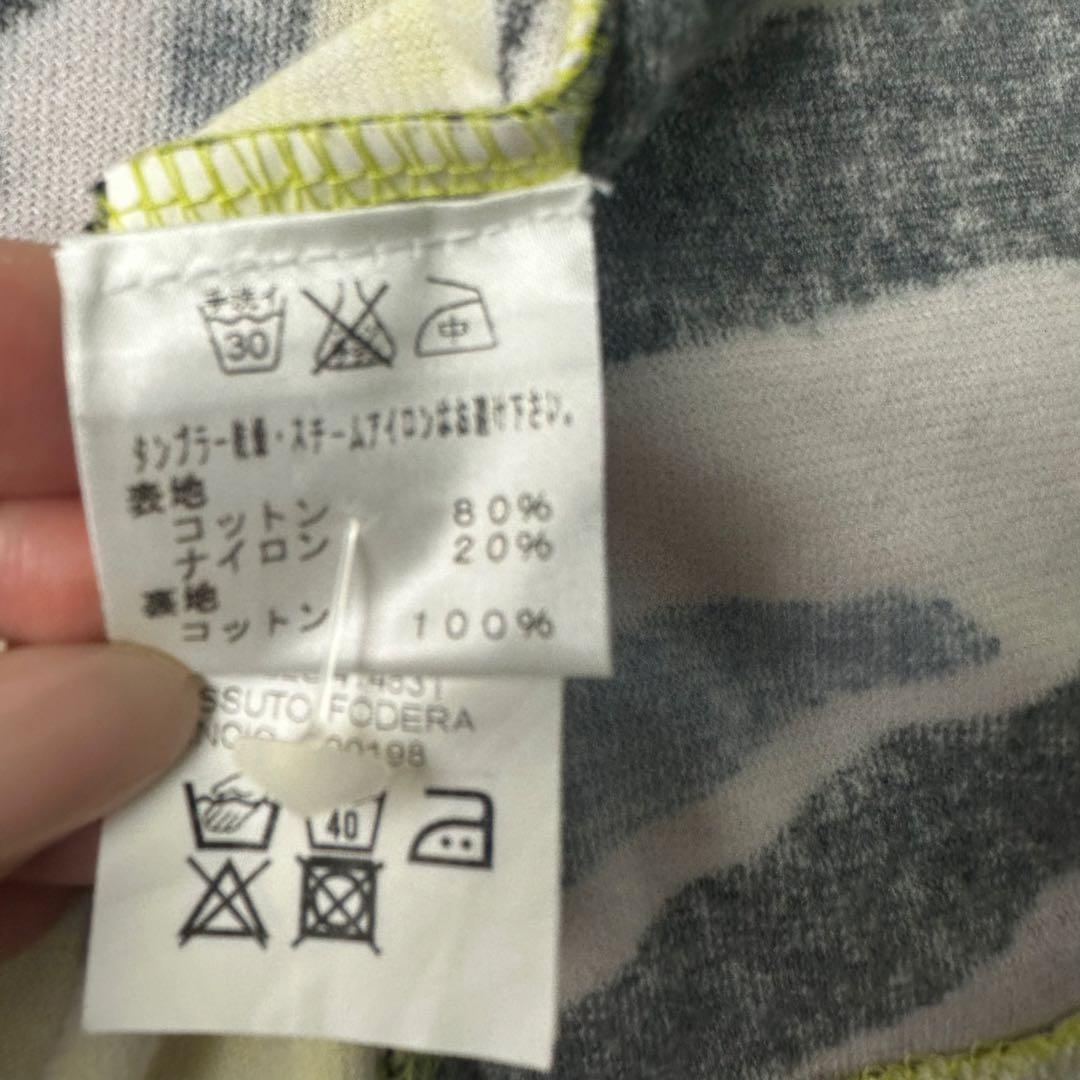 手洗イ
30
中
タンブラー乾燥・スチームアイロンはお避け下さい。
表地
コットン 80%
ナイロン 20%
裏地
コットン 100%
4331
SSUTO FODERA
00198
40